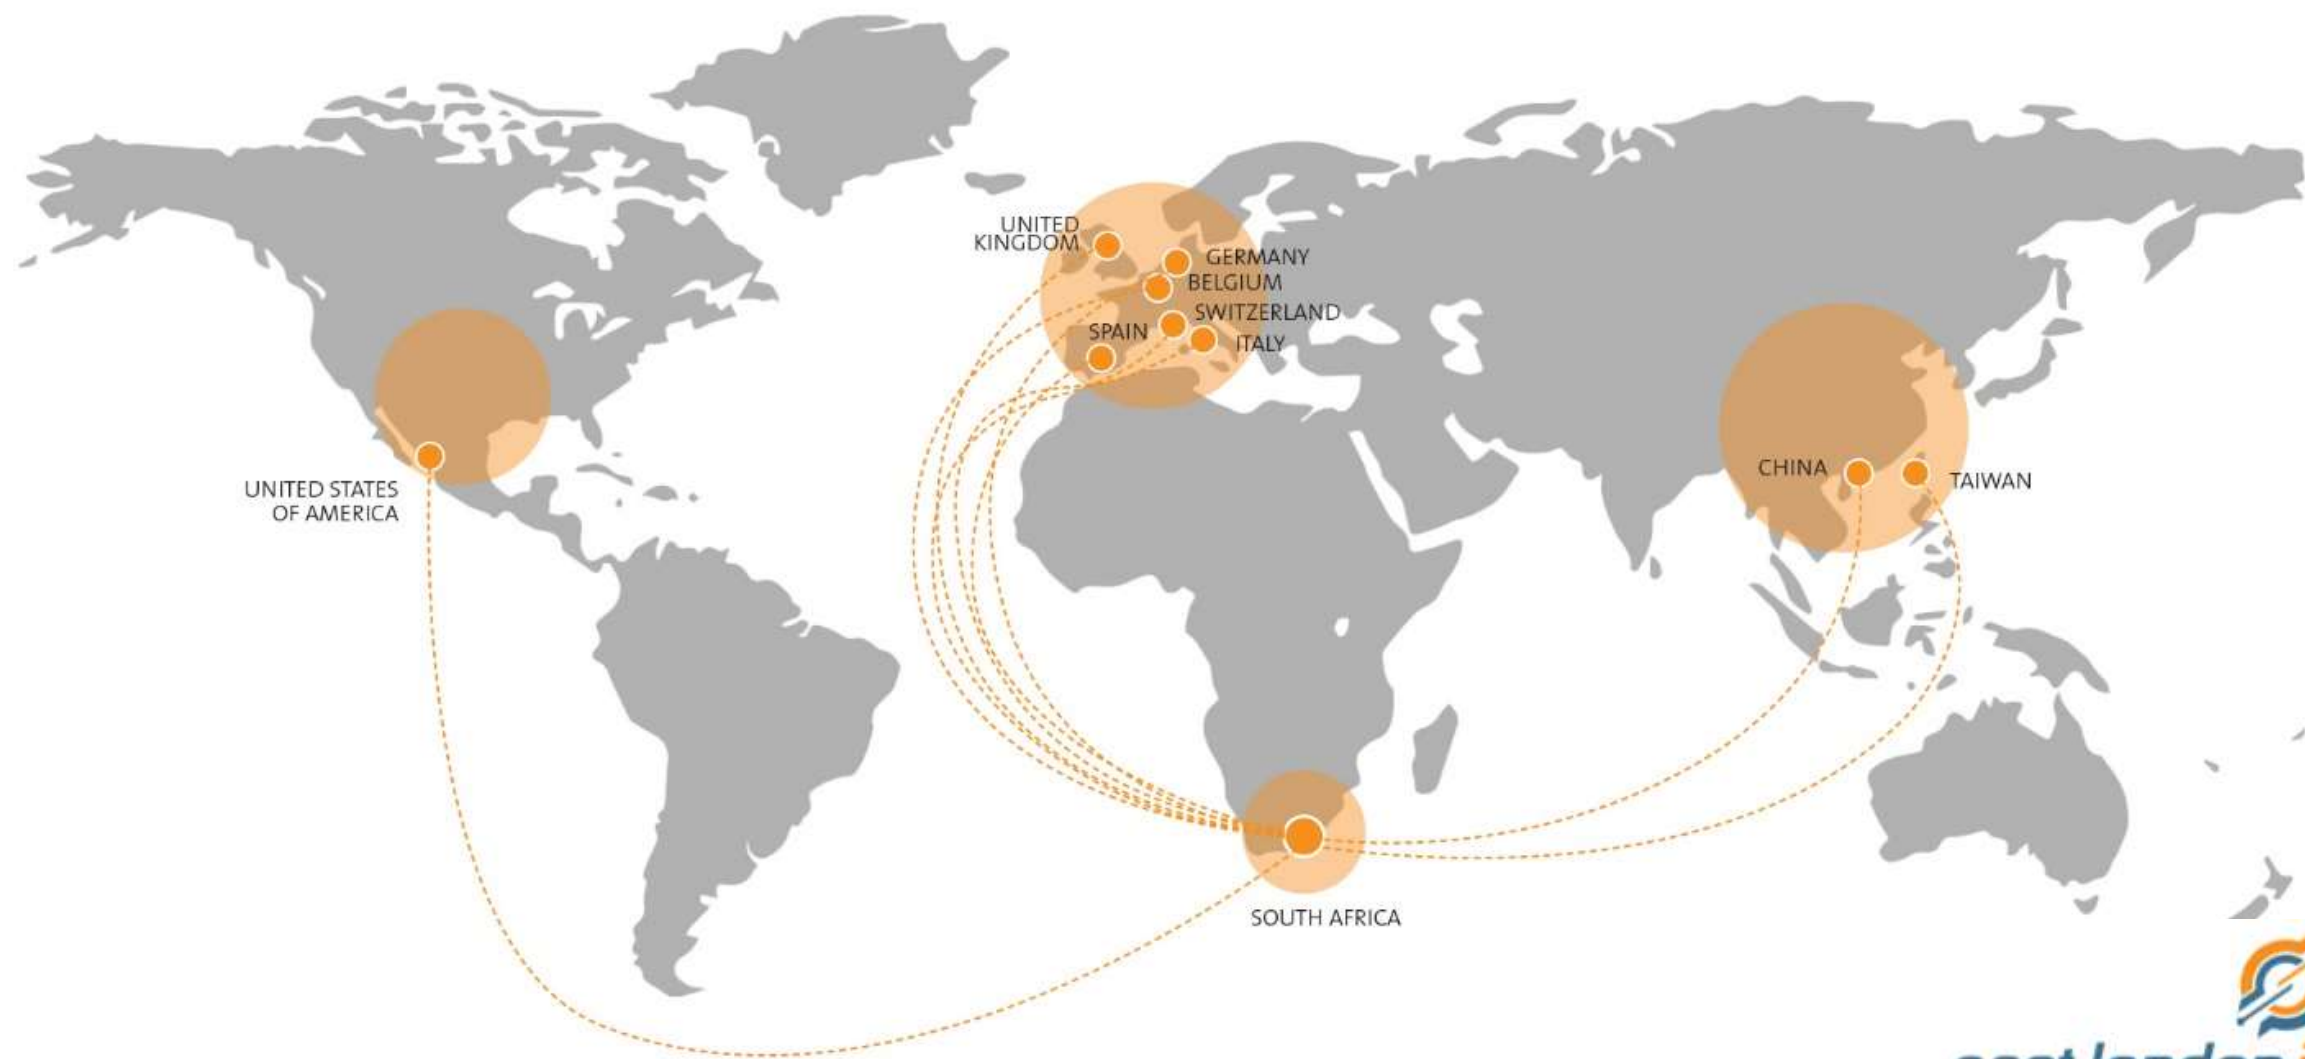 UNITED
KINGDOM
GERMANY
BELGIUM
SWITZERLAND
SPAIN
ITALY
CHINA
TAIWAN
UNITED STATES
OF AMERICA
SOUTH AFRICA